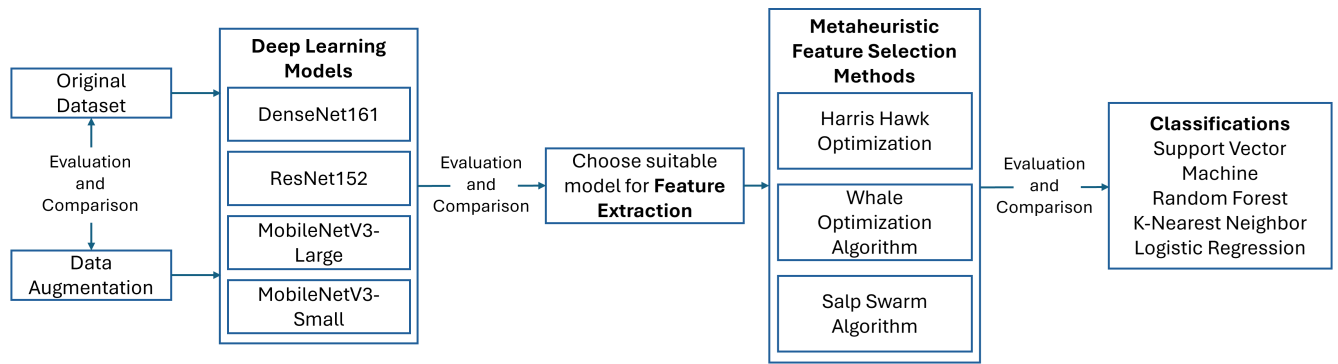 Original
Dataset
Evaluation
and
Comparison
Data
Augmentation
Deep Learning
Models
DenseNet161
ResNet152
MobileNetV3-
Large
MobileNetV3-
Small
Evaluation
and
Comparison
Choose suitable
model for Feature
Extraction
Metaheuristic
Feature Selection
Methods
Harris Hawk
Optimization
Whale
Optimization
Algorithm
Salp Swarm
Algorithm
Evaluation
and
Comparison
Classifications
Support Vector
Machine
Random Forest
K-Nearest Neighbor
Logistic Regression